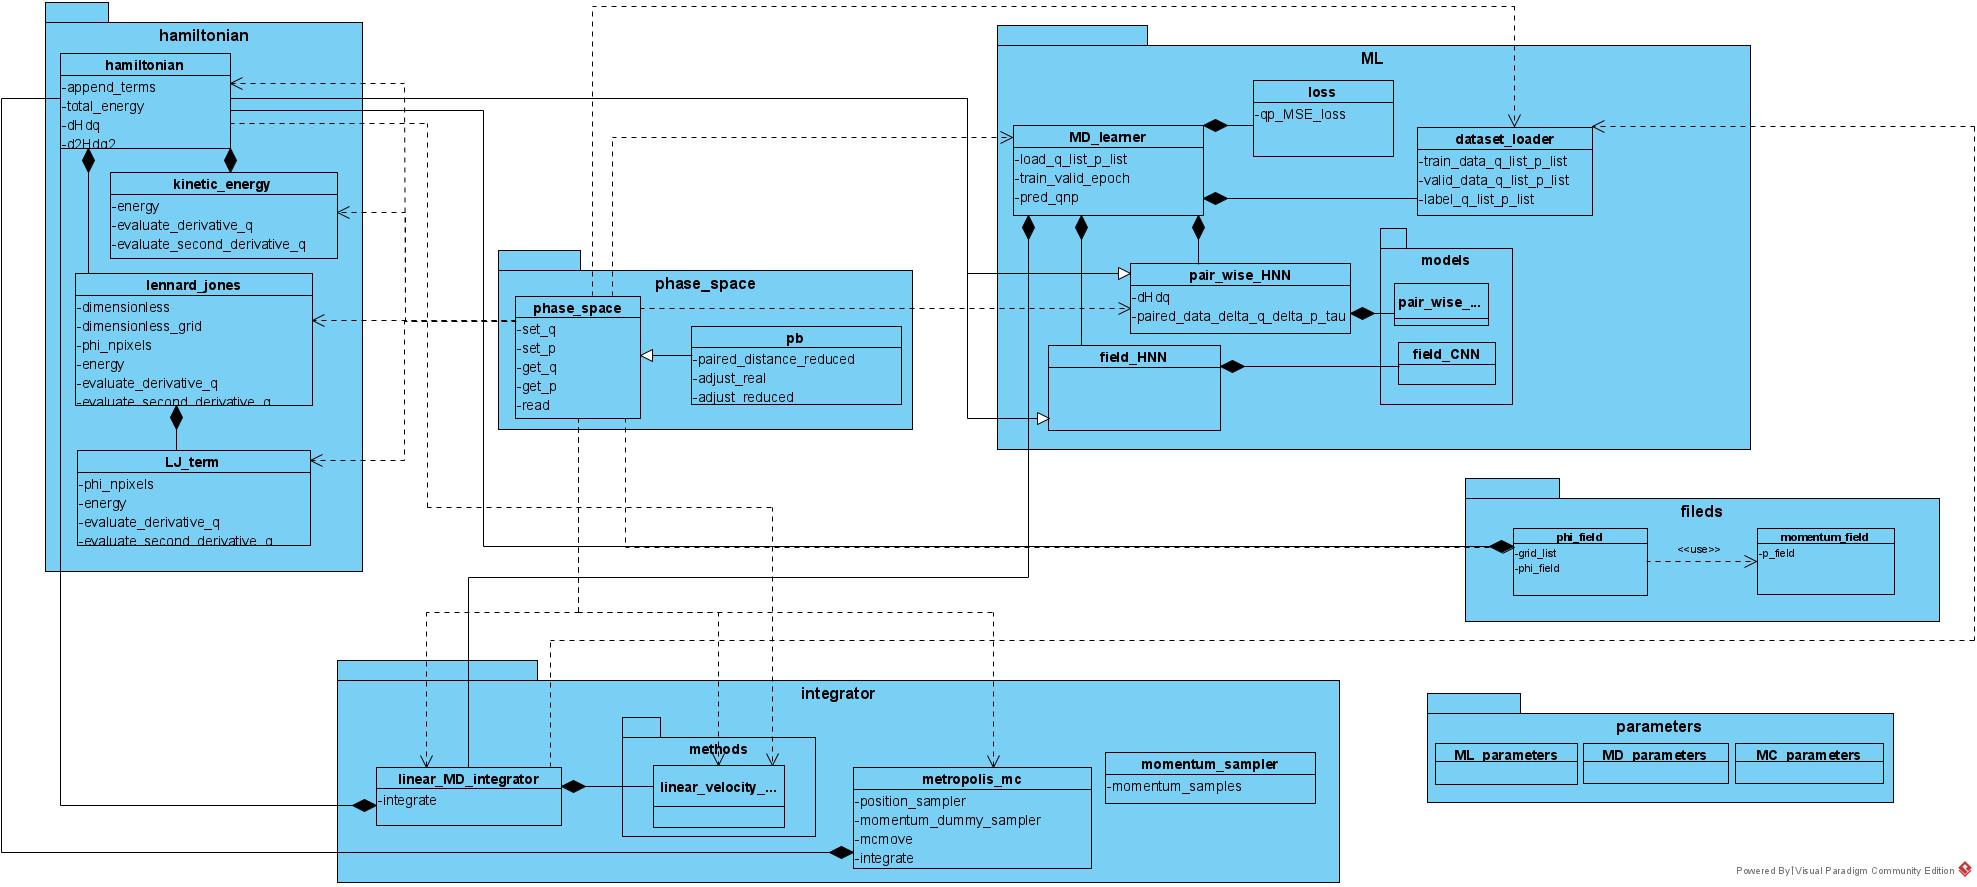 hamiltonian
hamiltonian
-append_terms
-total_energy
-dHdq
-d2Hdq2
kinetic_energy
-energy
-evaluate_derivative_q
-evaluate_second_derivative_q
lennard_jones
-dimensionless
-dimensionless_grid
-phi_npixels
-energy
-evaluate_derivative_q
-evaluate_second_derivative_q
LJ_term
-phi_npixels
-energy
-evaluate_derivative_q
-evaluate_second_derivative_q
phase_space
phase_space
-set_q
-set_p
-get_q
-get_p
-read
pb
-paired_distance_reduced
-adjust_real
-adjust_reduced
ML
loss
-qp_MSE_loss
MD_learner
-load_q_list_p_list
-train_valid_epoch
-pred_qnp
dataset_loader
-train_data_q_list_p_list
-valid_data_q_list_p_list
-label_q_list_p_list
pair_wise_HNN
-dHdq
-paired_data_delta_q_delta_p_tau
field_HNN
models
pair_wise_...
field_CNN
fileds
phi_field
-grid_list
-phi_field
<<use>>
momentum_field
-p_field
integrator
linear_MD_integrator
-integrate
methods
linear_velocity_...
metropolis_mc
-position_sampler
-momentum_dummy_sampler
-mcmove
-integrate
momentum_sampler
-momentum_samples
parameters
ML_parameters
MD_parameters
MC_parameters
Powered By Visual Paradigm Community Edition